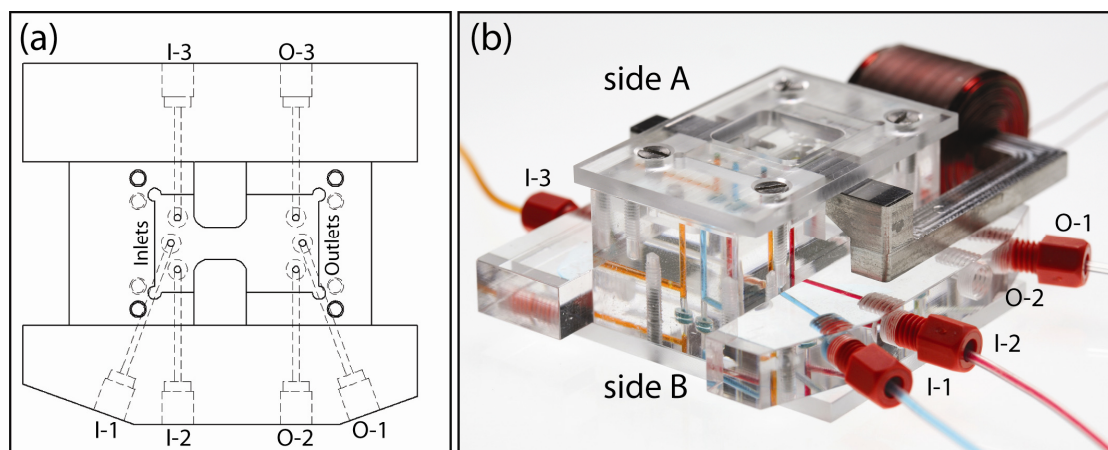 (a)
I-3 O-3
Inlets
Outlets
I-1 I-2 O-2 O-1
(b)
side A
I-3
O-1
O-2
I-2
I-1
side B